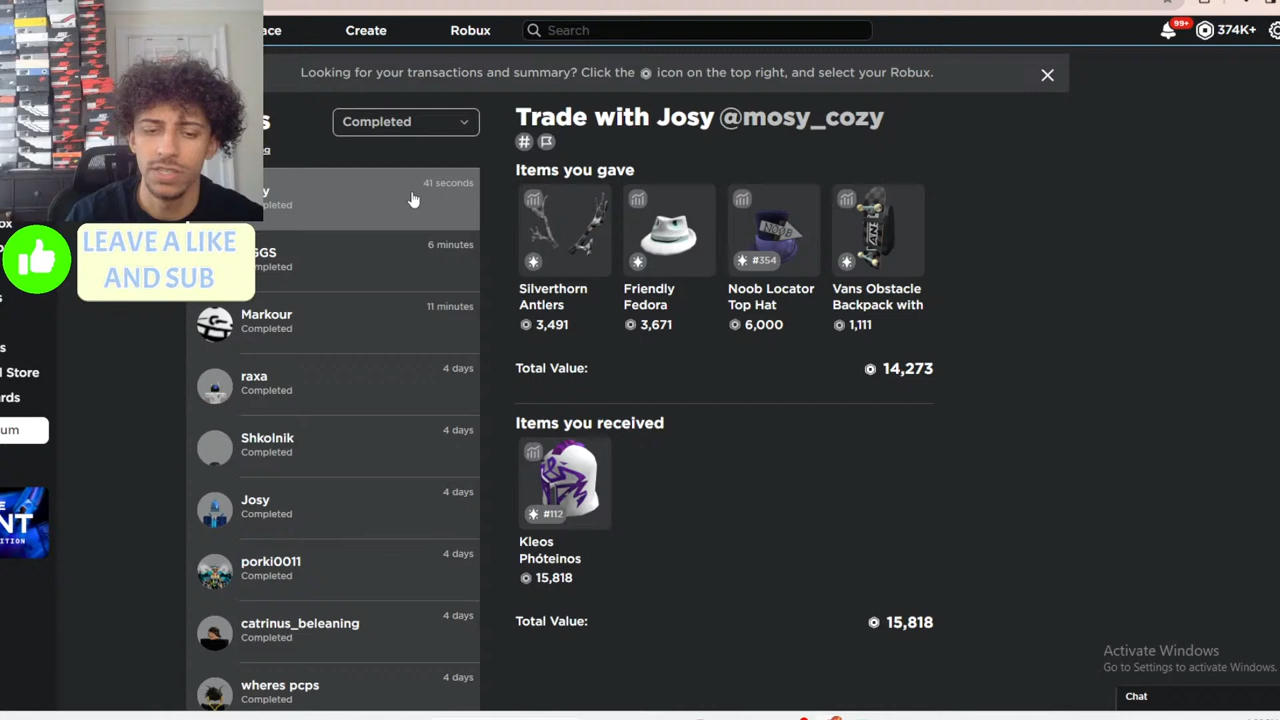 ace
Create
Robux
Search
99+
374K+
Looking for your transactions and summary? Click the icon on the top right, and select your Robux.
Completed
Trade with Josy @mosy_cozy
Items you gave
41 seconds
LEAVE A LIKE
AND SUB
GGS
6 minutes
Markour
Completed
11 minutes
raxa
Completed
4 days
Shkolnik
Completed
4 days
Josy
Completed
4 days
porki0011
Completed
4 days
catrinus_beleaning
Completed
4 days
wheres pcps
Completed
4 days
NOOB
#354
VANS
Silverthorn
Antlers
3,491
Friendly
Fedora
3,671
Noob Locator
Top Hat
6,000
Vans Obstacle
Backpack with
1,111
Total Value:
14,273
Items you received
#112
Kleos
Phóteinos
15,818
Total Value:
15,818
Store
um
Activate Windows
Go to Settings to activate Windows.
Chat